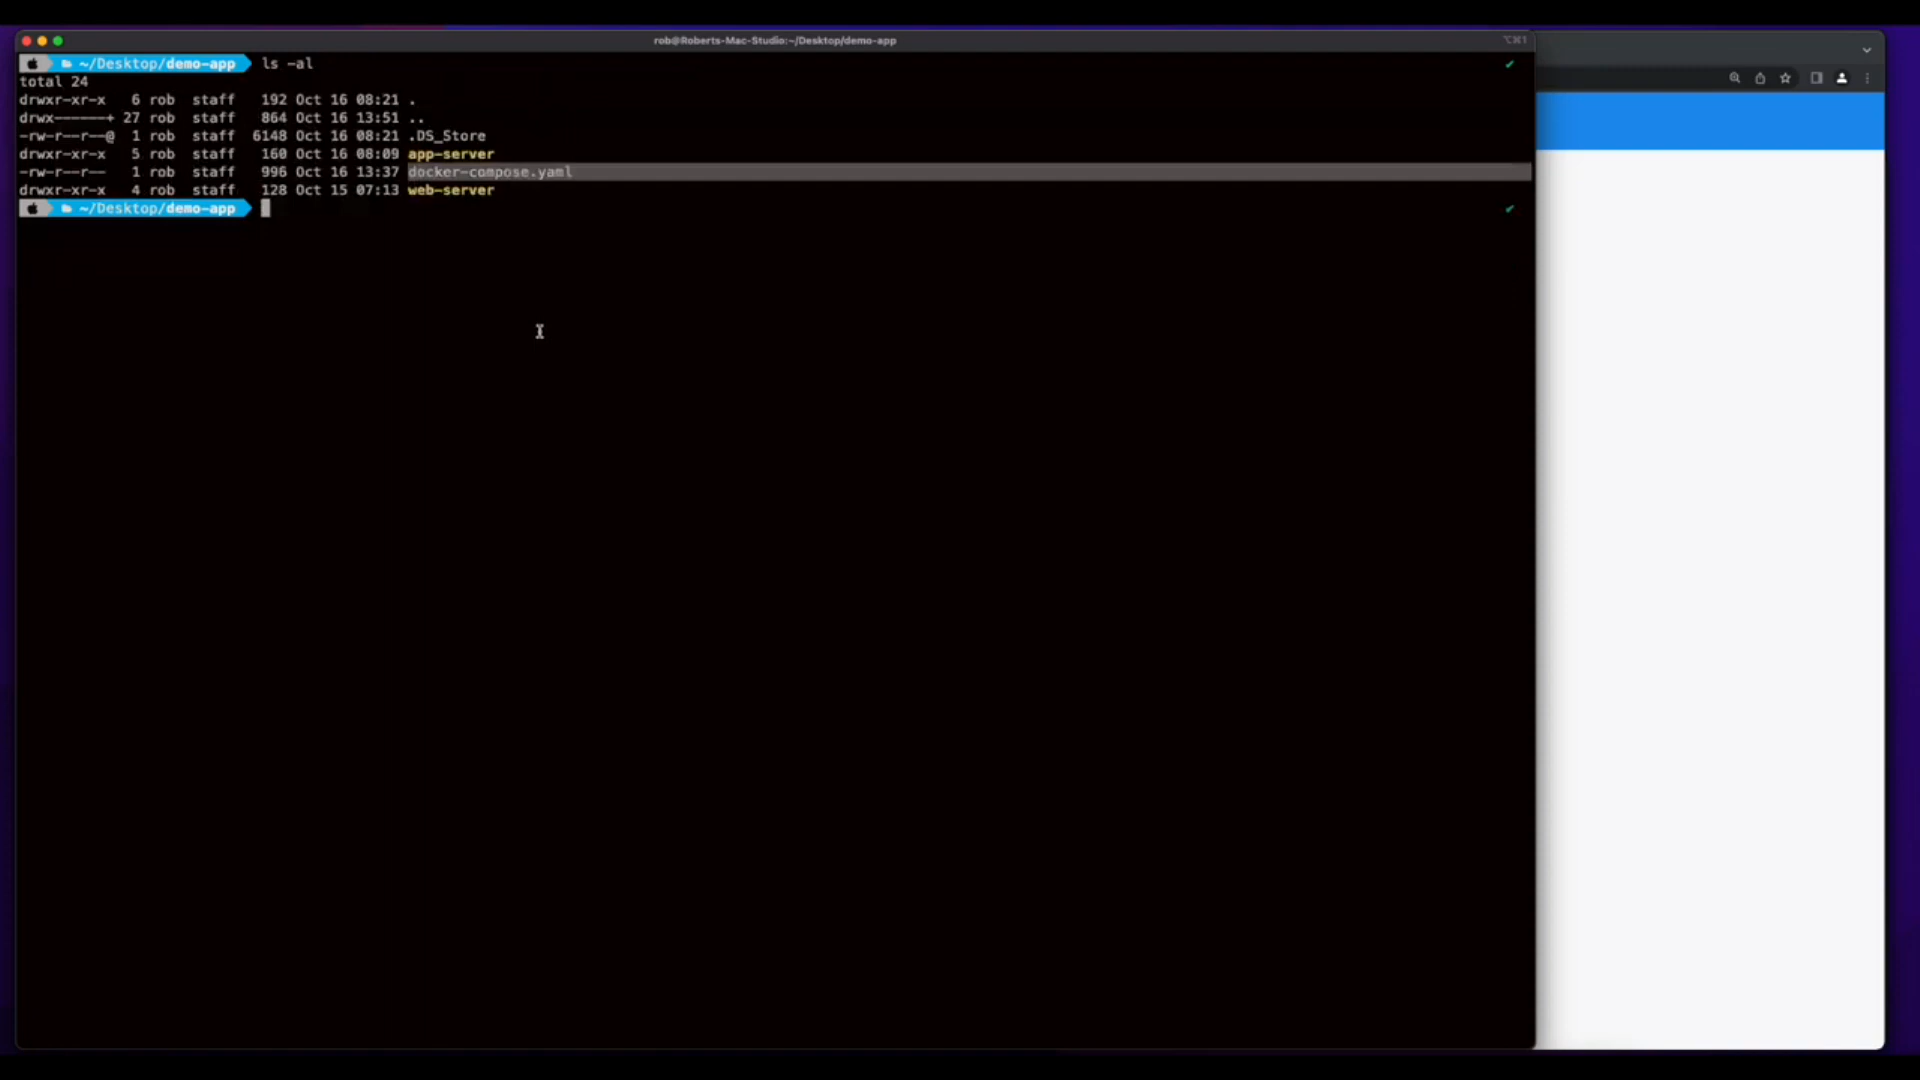 rob@Roberts-Mac-Studio:~/Desktop/demo-app
⌥⌘1
~/Desktop/demo-app ls -al ✔
total 24
drwxr-xr-x 6 rob staff 192 Oct 16 08:21 .
drwx------+ 27 rob staff 864 Oct 16 13:51 ..
-rw-r--r--@ 1 rob staff 6148 Oct 16 08:21 .DS_Store
drwxr-xr-x 5 rob staff 160 Oct 16 08:09 app-server
-rw-r--r-- 1 rob staff 996 Oct 16 13:37 docker-compose.yaml
drwxr-xr-x 4 rob staff 128 Oct 15 07:13 web-server
~/Desktop/demo-app ✔